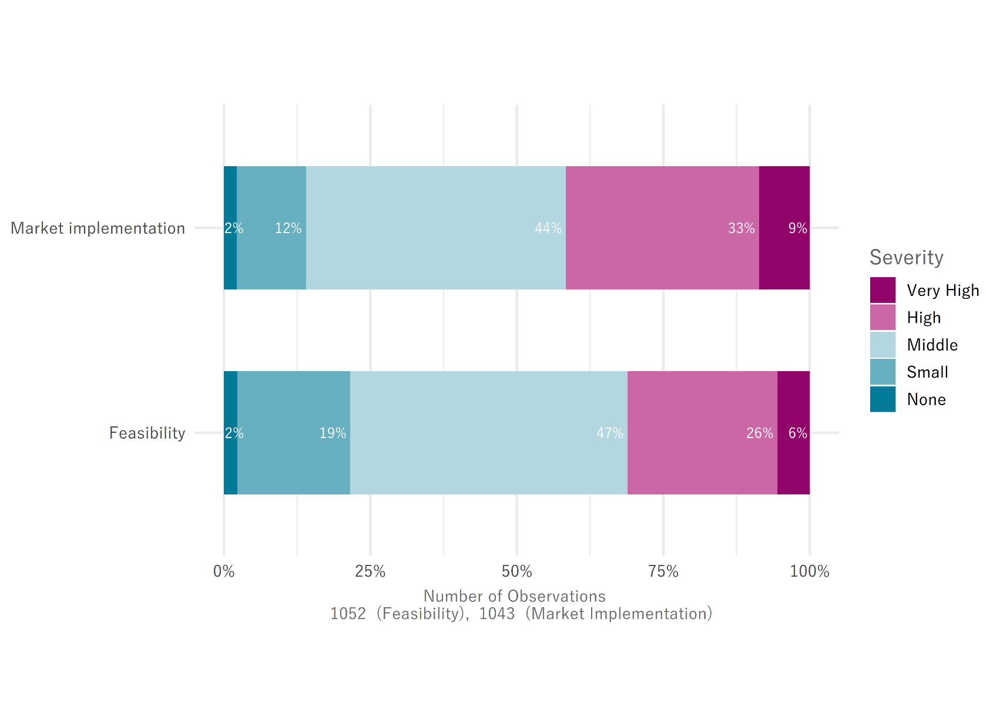 Market implementation
2% 12% 44% 33% 9%
Feasibility
2% 19% 47% 26% 6%
0% 25% 50% 75% 100%
Number of Observations
1052 (Feasibility), 1043 (Market Implementation)
Severity
Very High
High
Middle
Small
None